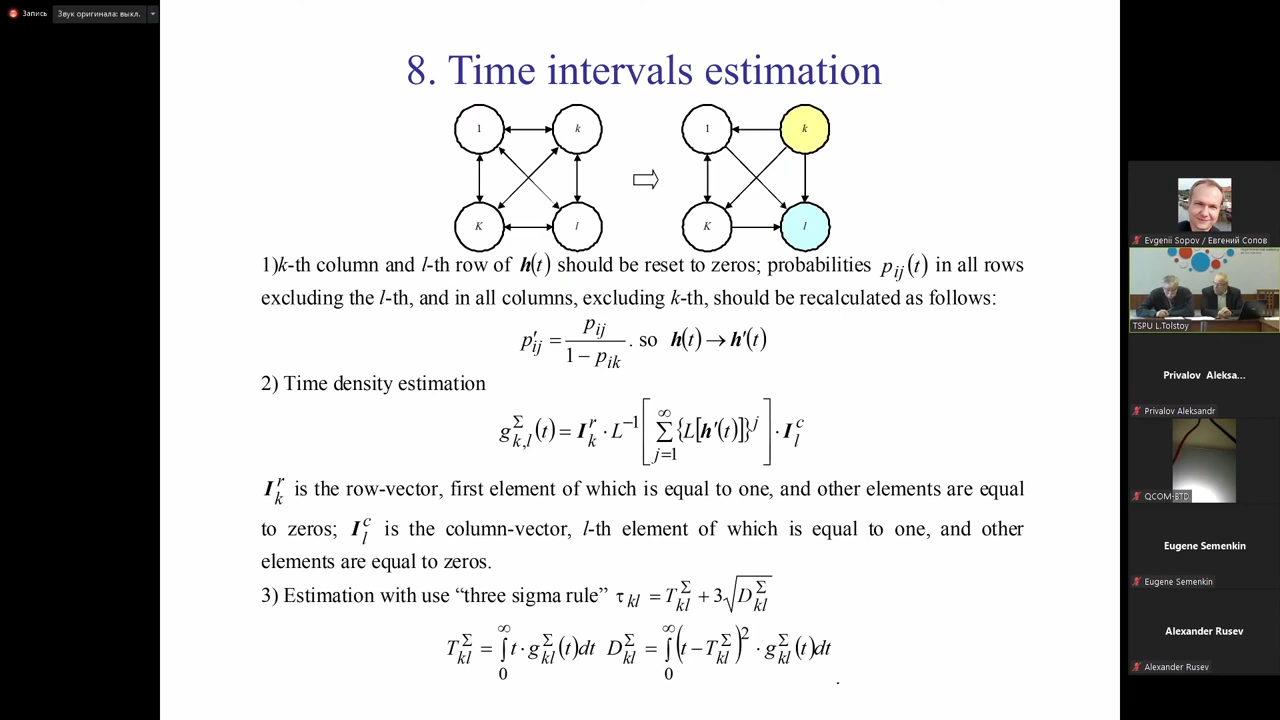 Запись
Звук оригинала: выкл.
8. Time intervals estimation
1 k 1 k
K l K l
1)k-th column and l-th row of h(t) should be reset to zeros; probabilities p_ij(t) in all rows
excluding the l-th, and in all columns, excluding k-th, should be recalculated as follows:
p′_ij = p_ij / (1 − p_ik) . so h(t) → h′(t)
2) Time density estimation
g^Σ_k,l(t) = I^r_k · L^−1 [ ∑_{j=1}^∞ {L[h′(t)]}^j ] · I^c_l
I^r_k is the row-vector, first element of which is equal to one, and other elements are equal
to zeros; I^c_l is the column-vector, l-th element of which is equal to one, and other
elements are equal to zeros.
3) Estimation with use “three sigma rule” τ_kl = T^Σ_kl + 3√D^Σ_kl
T^Σ_kl = ∫_0^∞ t · g^Σ_kl(t)dt D^Σ_kl = ∫_0^∞ (t − T^Σ_kl)^2 · g^Σ_kl(t)dt .
Evgenii Sopov / Евгений Сопов
TSPU L.Tolstoy
Privalov Aleksa...
Privalov Aleksandr
QCOM-BTD
Eugene Semenkin
Eugene Semenkin
Alexander Rusev
Alexander Rusev